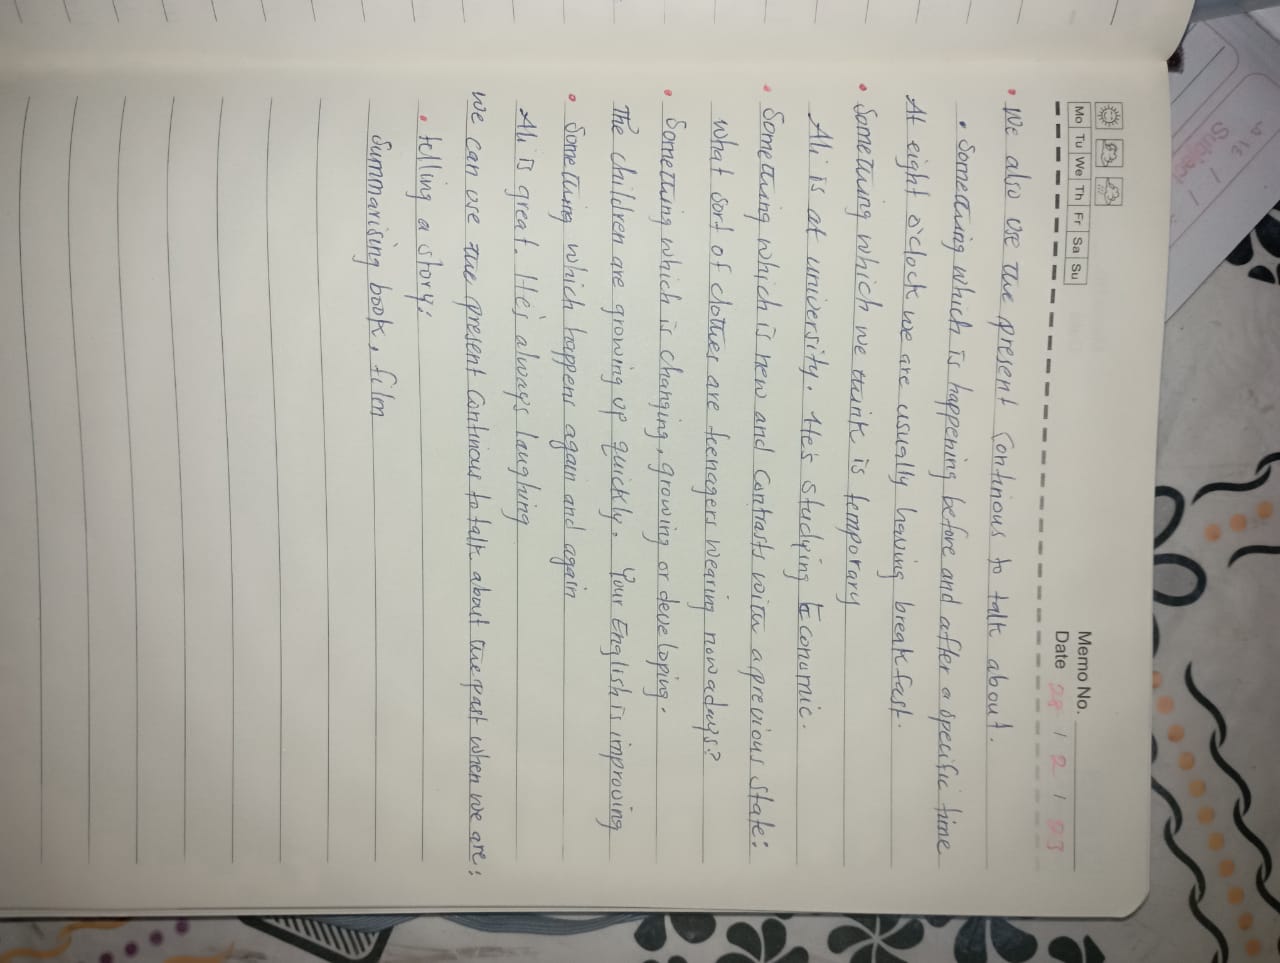 Memo No.
Mo Tu We Th Fr Sa Su
Date 28 / 2 / 03
• We also use the present Continous to talk about.
• Something which is happening before and after a specific time
At eight o'clock we are usually having breakfast.
• Something which we think is temporary
Ali is at university. He's studying Economic.
• Something which is new and contrasts with a previous state:
what sort of clothes are teenagers wearing nowadays?
• Something which is changing, growing or developing.
The children are growing up quickly. Your English is improving
• Something which happens again and again
Ali is great. He's always laughing
we can use the present Continous to talk about the past when we are:
• telling a story:
Summarising book, film